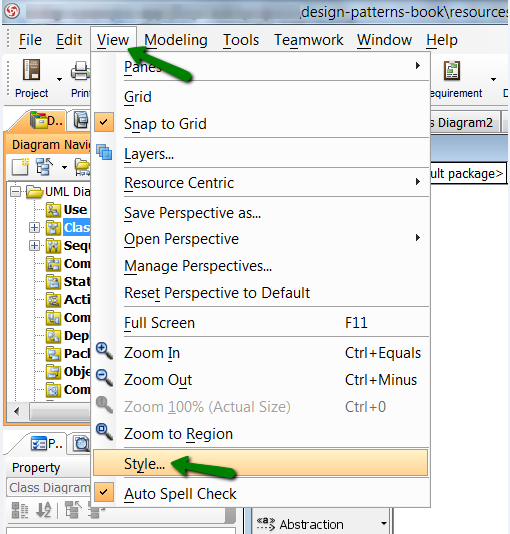 design-patterns-book\resources
File Edit View Modeling Tools Teamwork Window Help
Panes
Project Prin equirement D
Grid
Snap to Grid
D.. s Diagram2
Diagram Navi
Layers...
ult package>
Resource Centric
UML Dia
Use
Save Perspective as...
Clas
Open Perspective
Sequ
Manage Perspectives...
Com
Stat
Reset Perspective to Default
Acti
Full Screen F11
Com
Depl
Zoom In Ctrl+Equals
Pack
Zoom Out Ctrl+Minus
Obje
Com
Zoom 100% (Actual Size) Ctrl+0
Zoom to Region
P..
Style...
Property
Class Diagram
Auto Spell Check
Abstraction